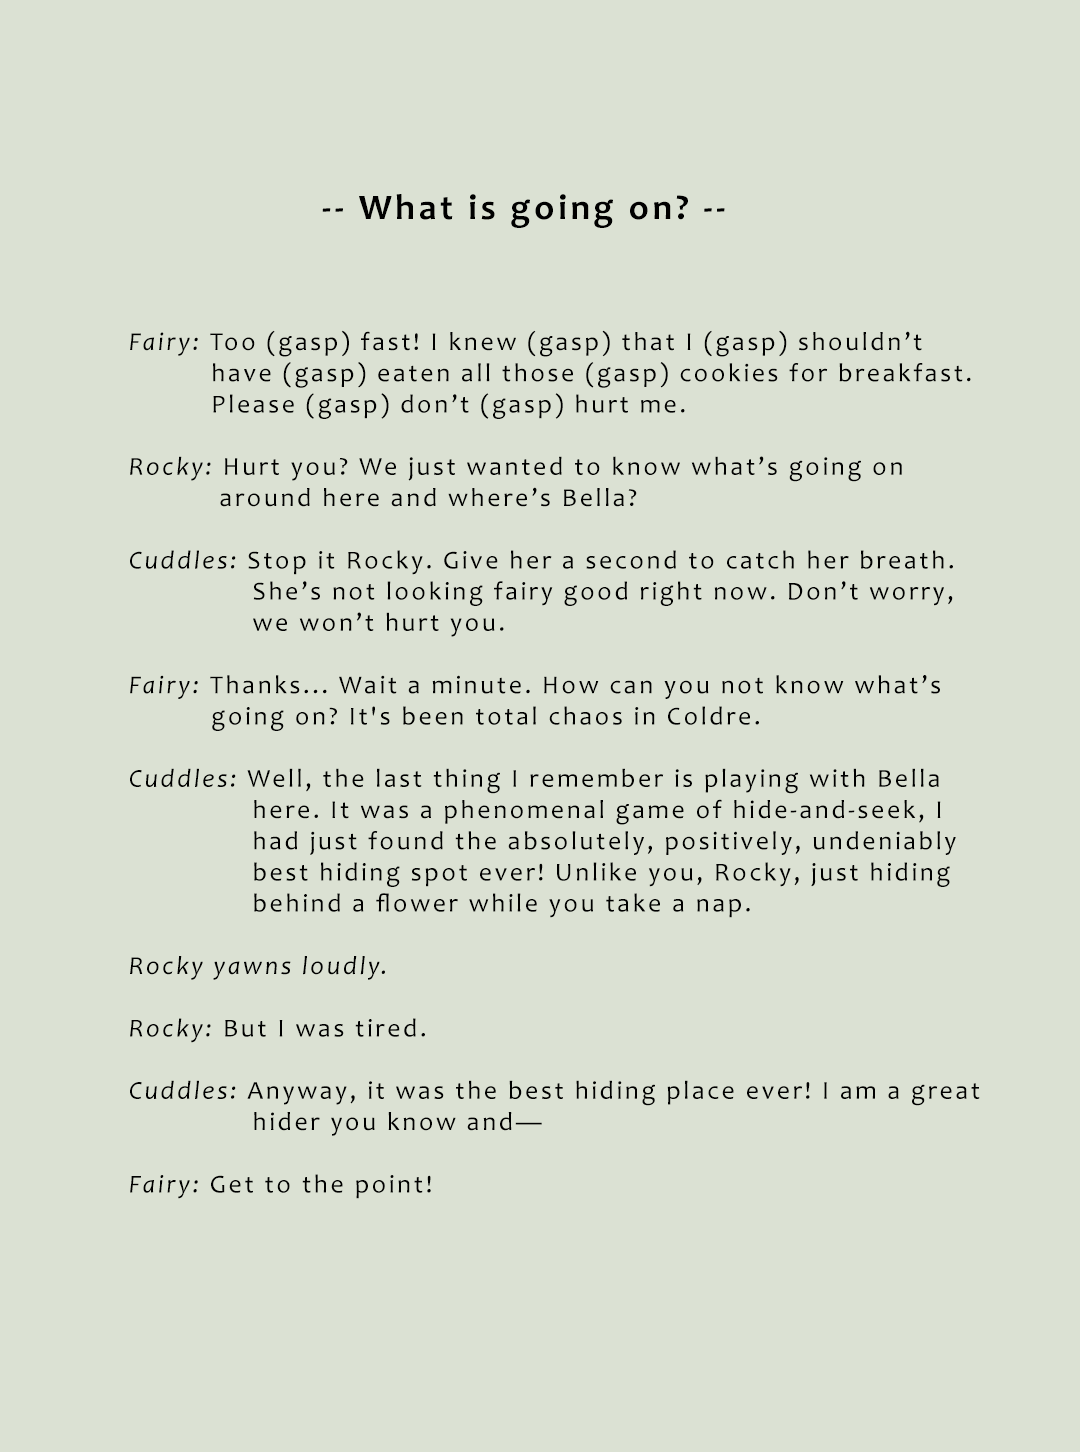 -- What is going on? --
Fairy: Too (gasp) fast! I knew (gasp) that I (gasp) shouldn’t
have (gasp) eaten all those (gasp) cookies for breakfast.
Please (gasp) don’t (gasp) hurt me.
Rocky: Hurt you? We just wanted to know what’s going on
around here and where’s Bella?
Cuddles: Stop it Rocky. Give her a second to catch her breath.
She’s not looking fairy good right now. Don’t worry,
we won’t hurt you.
Fairy: Thanks... Wait a minute. How can you not know what’s
going on? It's been total chaos in Coldre.
Cuddles: Well, the last thing I remember is playing with Bella
here. It was a phenomenal game of hide-and-seek, I
had just found the absolutely, positively, undeniably
best hiding spot ever! Unlike you, Rocky, just hiding
behind a flower while you take a nap.
Rocky yawns loudly.
Rocky: But I was tired.
Cuddles: Anyway, it was the best hiding place ever! I am a great
hider you know and—
Fairy: Get to the point!